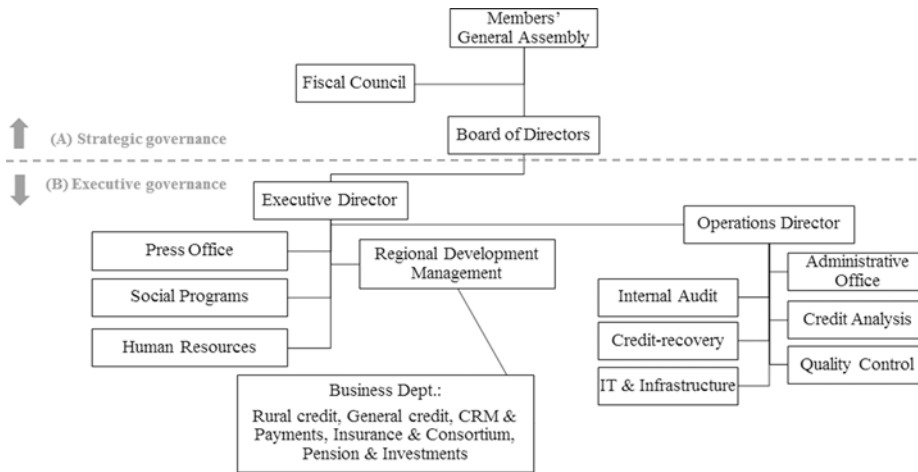 Members'
General Assembly
Fiscal Council
(A) Strategic governance
Board of Directors
(B) Executive governance
Executive Director
Operations Director
Press Office
Regional Development
Management
Administrative
Office
Social Programs
Internal Audit
Credit Analysis
Human Resources
Credit-recovery
Quality Control
IT & Infrastructure
Business Dept.:
Rural credit, General credit, CRM &
Payments, Insurance & Consortium,
Pension & Investments